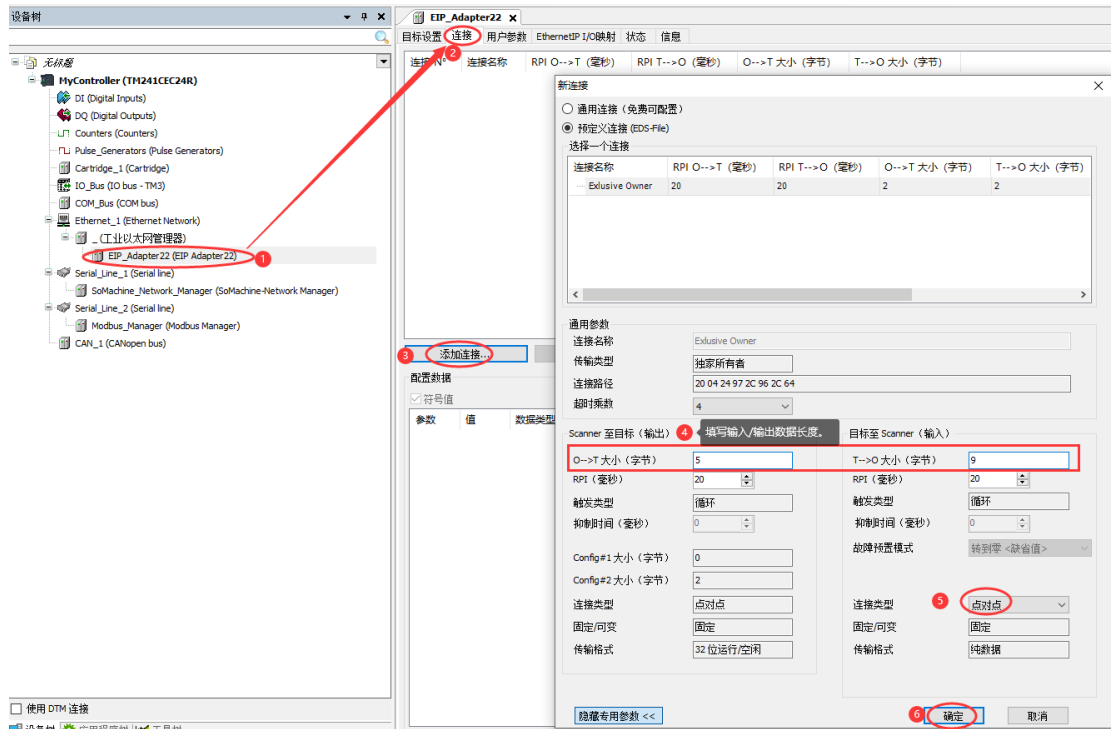 设备树
无标题
MyController (TM241CEC24R)
DI (Digital Inputs)
DQ (Digital Outputs)
Counters (Counters)
Pulse_Generators (Pulse Generators)
Cartridge_1 (Cartridge)
IO_Bus (IO bus - TM3)
COM_Bus (COM bus)
Ethernet_1 (Ethernet Network)
_ (工业以太网管理器)
EIP_Adapter22 (EIP Adapter22)
1
Serial_Line_1 (Serial line)
SoMachine_Network_Manager (SoMachine-Network Manager)
Serial_Line_2 (Serial line)
Modbus_Manager (Modbus Manager)
CAN_1 (CANopen bus)
使用 DTM 连接
EIP_Adapter22
目标设置 连接 用户参数 EthernetIP I/O映射 状态 信息
2
连接N° 连接名称 RPI O-->T (毫秒) RPI T-->O (毫秒) O-->T 大小 (字节) T-->O 大小 (字节)
3 添加连接...
配置数据
符号值
参数 值 数据类型
新连接
通用连接（免费可配置）
预定义连接 (EDS-File)
选择一个连接
连接名称 RPI O-->T (毫秒) RPI T-->O (毫秒) O-->T 大小 (字节) T-->O 大小 (字节)
Exlusive Owner 20 20 2 2
通用参数
连接名称 Exlusive Owner
传输类型 独家所有者
连接路径 20 04 24 97 2C 96 2C 64
超时乘数 4
Scanner 至目标（输出） 4 填写输入/输出数据长度。 目标至 Scanner（输入）
O-->T 大小（字节） 5 T-->O 大小（字节） 9
RPI（毫秒） 20 RPI（毫秒） 20
触发类型 循环 触发类型 循环
抑制时间（毫秒） 0 抑制时间（毫秒） 0
故障预置模式 转到零 <缺省值>
Config#1 大小（字节） 0
Config#2 大小（字节） 2
连接类型 点对点 连接类型 5 点对点
固定/可变 固定 固定/可变 固定
传输格式 32 位运行/空闲 传输格式 纯数据
隐藏专用参数 << 6 确定 取消